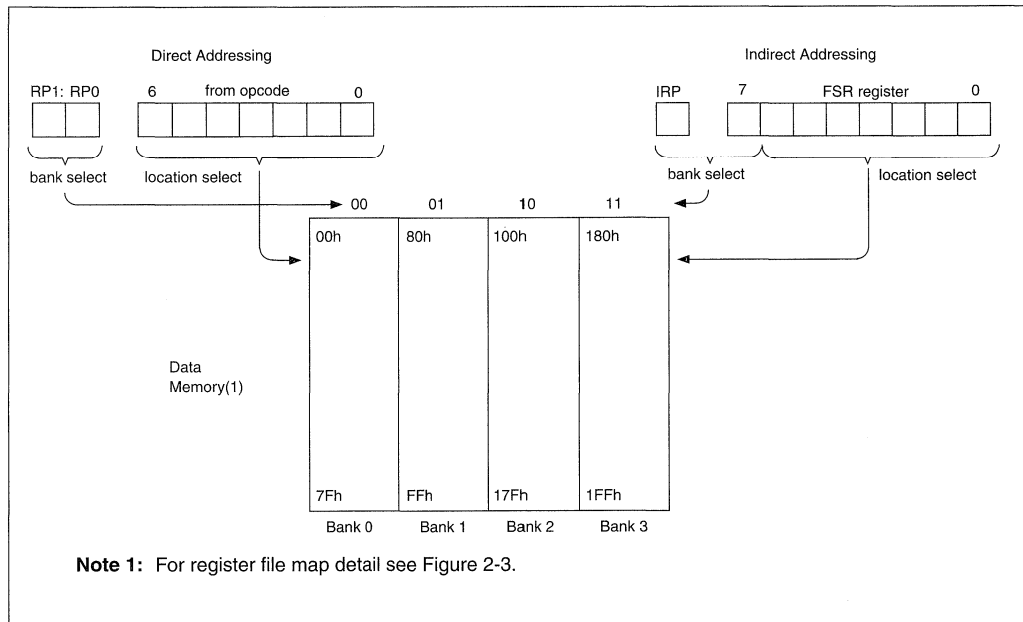 Direct Addressing
Indirect Addressing
RP1: RP0
6
from opcode
0
IRP
7
FSR register
0
bank select
location select
bank select
location select
00
01
10
11
00h
80h
100h
180h
Data
Memory(1)
7Fh
FFh
17Fh
1FFh
Bank 0
Bank 1
Bank 2
Bank 3
Note 1: For register file map detail see Figure 2-3.